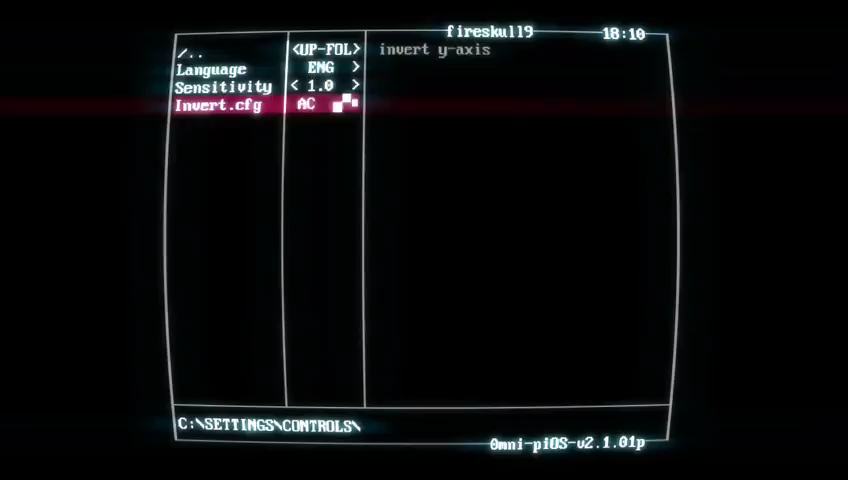 fireskull9
18:10
/.. <UP-FOL> invert y-axis
Language ENG >
Sensitivity < 1.0 >
Invert.cfg AC
C:\SETTINGS\CONTROLS\
0mni-piOS-v2.1.01p